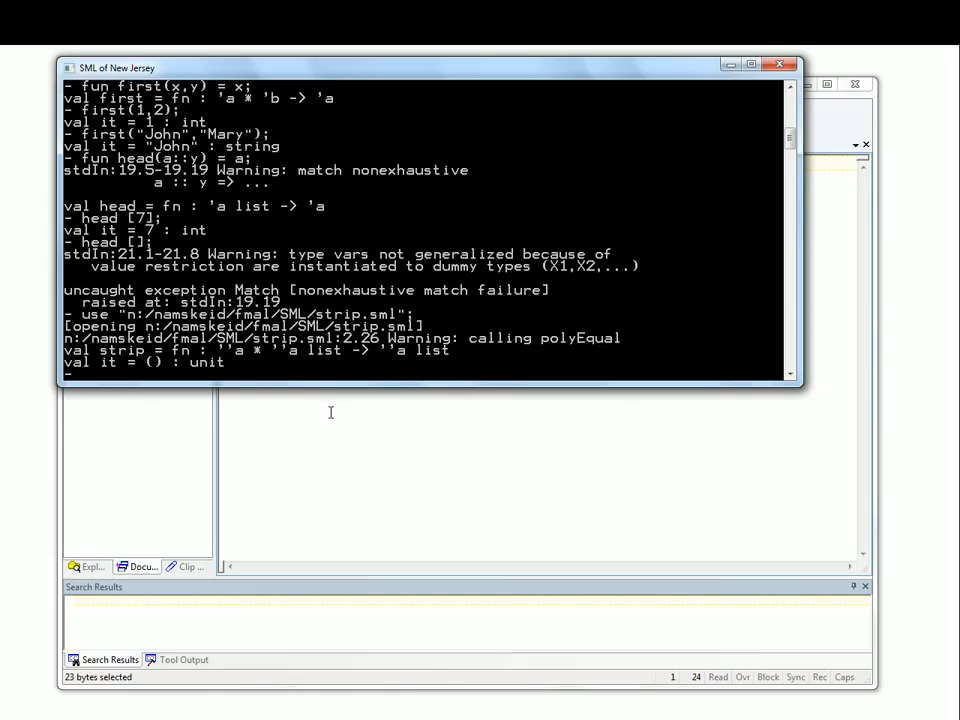 SML of New Jersey
- fun first(x,y) = x;
val first = fn : 'a * 'b -> 'a
- first(1,2);
val it = 1 : int
- first("John","Mary");
val it = "John" : string
- fun head(a::y) = a;
stdIn:19.5-19.19 Warning: match nonexhaustive
a :: y => ...
val head = fn : 'a list -> 'a
- head [7];
val it = 7 : int
- head [];
stdIn:21.1-21.8 Warning: type vars not generalized because of
value restriction are instantiated to dummy types (X1,X2,...)
uncaught exception Match [nonexhaustive match failure]
raised at: stdIn:19.19
- use "n:/namskeid/fmal/SML/strip.sml";
[opening n:/namskeid/fmal/SML/strip.sml]
n:/namskeid/fmal/SML/strip.sml:2.26 Warning: calling polyEqual
val strip = fn : ''a * ''a list -> ''a list
val it = () : unit
-
Expl... Docu... Clip ...
Search Results
Search Results Tool Output
23 bytes selected 1 24 Read Ovr Block Sync Rec Caps